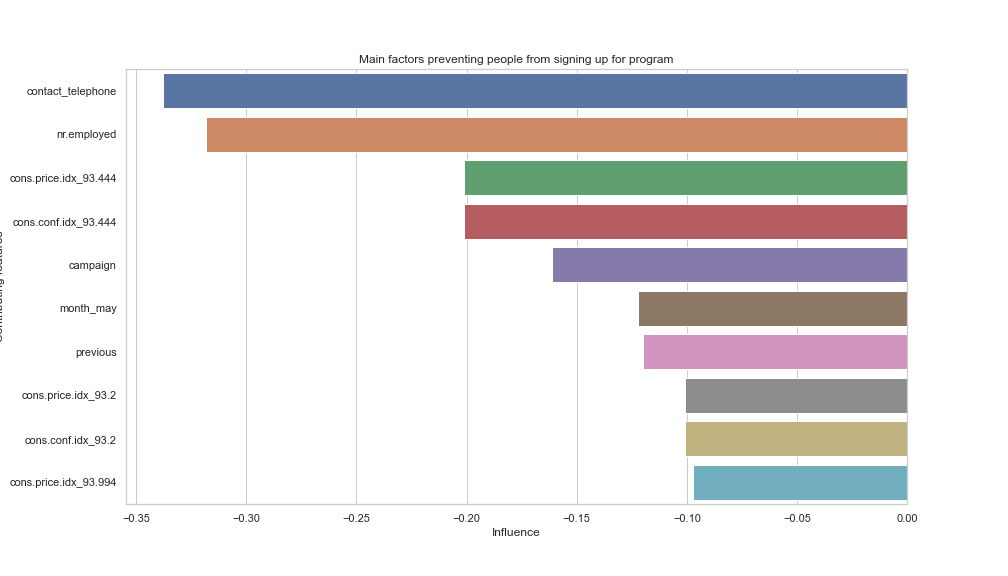 Main factors preventing people from signing up for program
contact_telephone
nr.employed
cons.price.idx_93.444
cons.conf.idx_93.444
campaign
month_may
previous
cons.price.idx_93.2
cons.conf.idx_93.2
cons.price.idx_93.994
−0.35 −0.30 −0.25 −0.20 −0.15 −0.10 −0.05 0.00
Influence